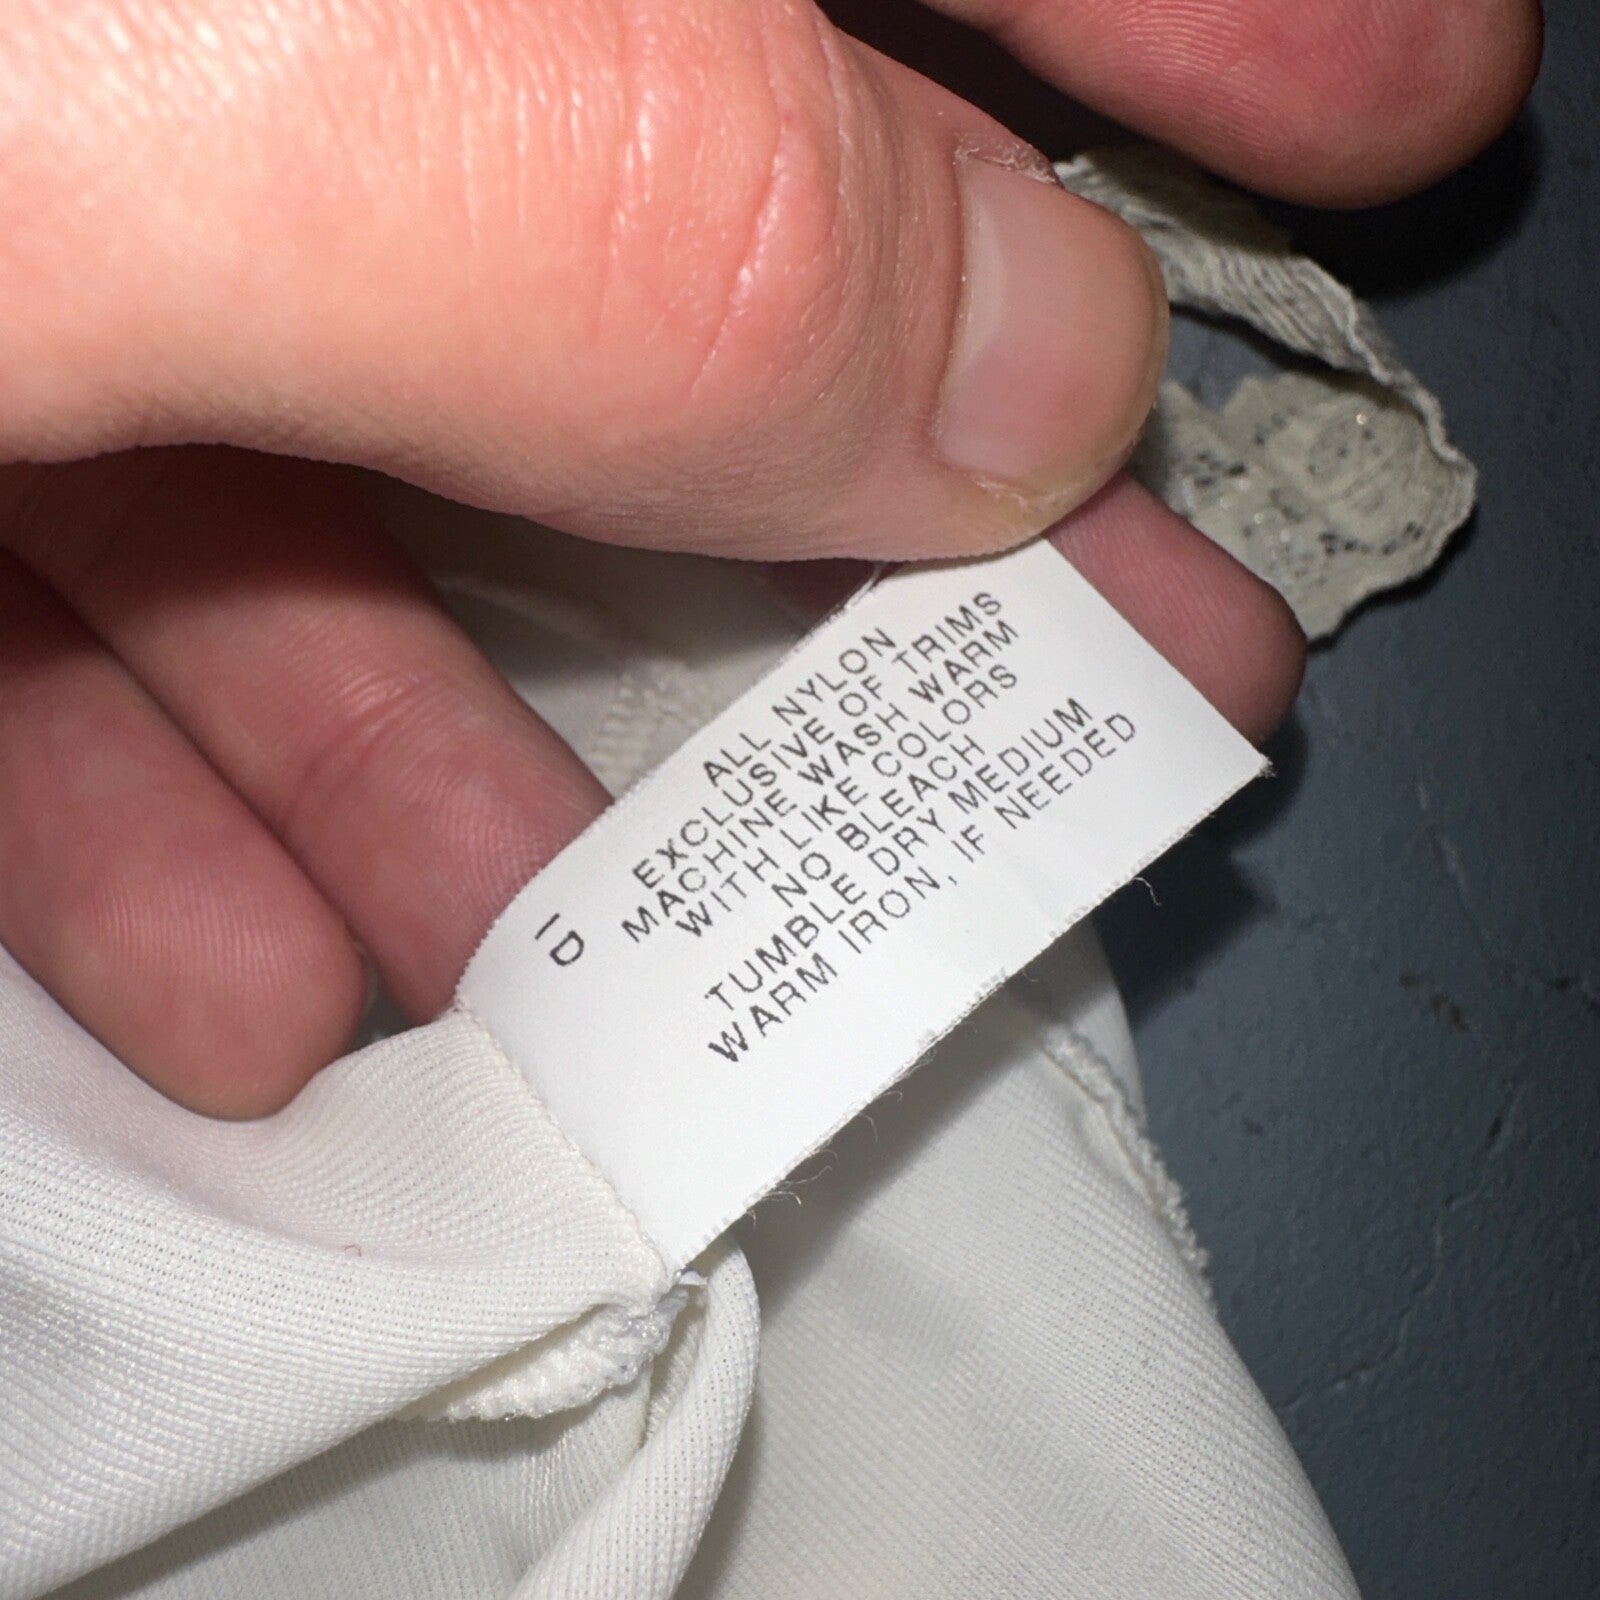 ALL NYLON
EXCLUSIVE OF TRIMS
MACHINE WASH WARM
WITH LIKE COLORS
NO BLEACH
TUMBLE DRY MEDIUM
WARM IRON, IF NEEDED
ID